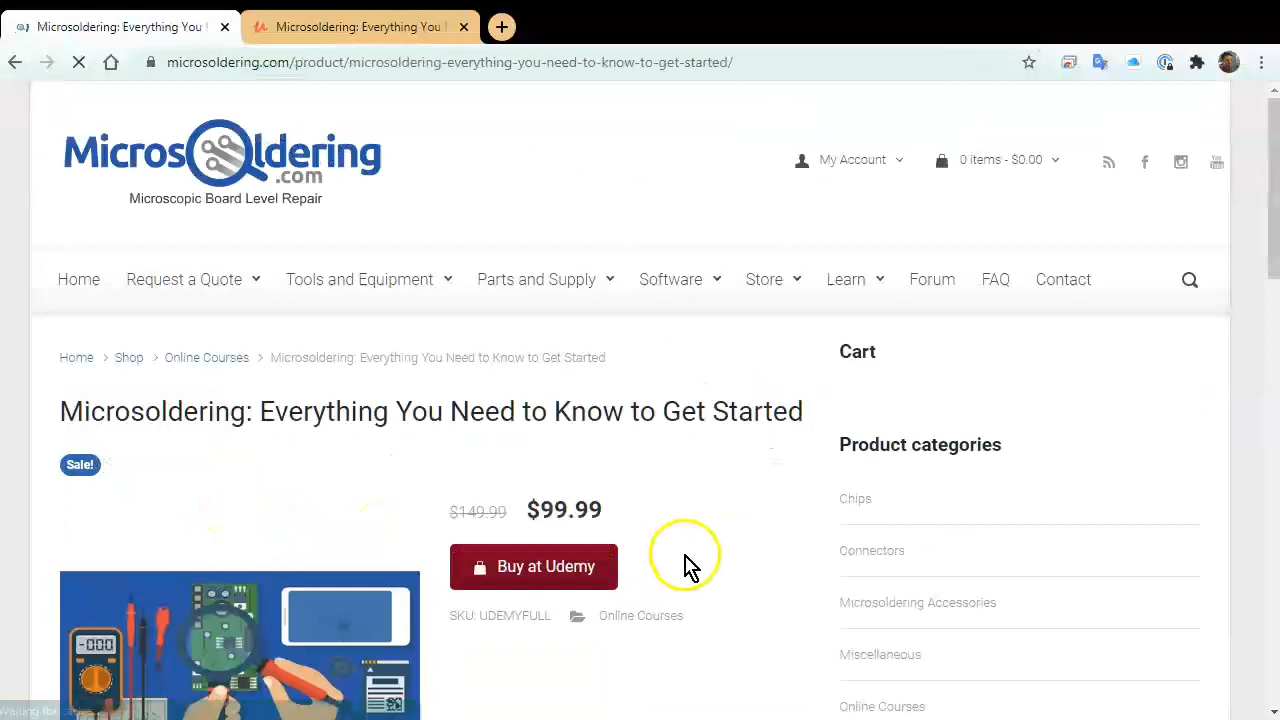 Microsoldering: Everything You
Microsoldering: Everything You
microsoldering.com/product/microsoldering-everything-you-need-to-know-to-get-started/
Microsoldering
.com
Microscopic Board Level Repair
My Account
0 items - $0.00
You
Home
Request a Quote
Tools and Equipment
Parts and Supply
Software
Store
Learn
Forum
FAQ
Contact
Home > Shop > Online Courses > Microsoldering: Everything You Need to Know to Get Started
Cart
Microsoldering: Everything You Need to Know to Get Started
Product categories
Sale!
Chips
$149.99 $99.99
Connectors
Buy at Udemy
Microsoldering Accessories
SKU: UDEMYFULL
Online Courses
-000
Miscellaneous
Online Courses